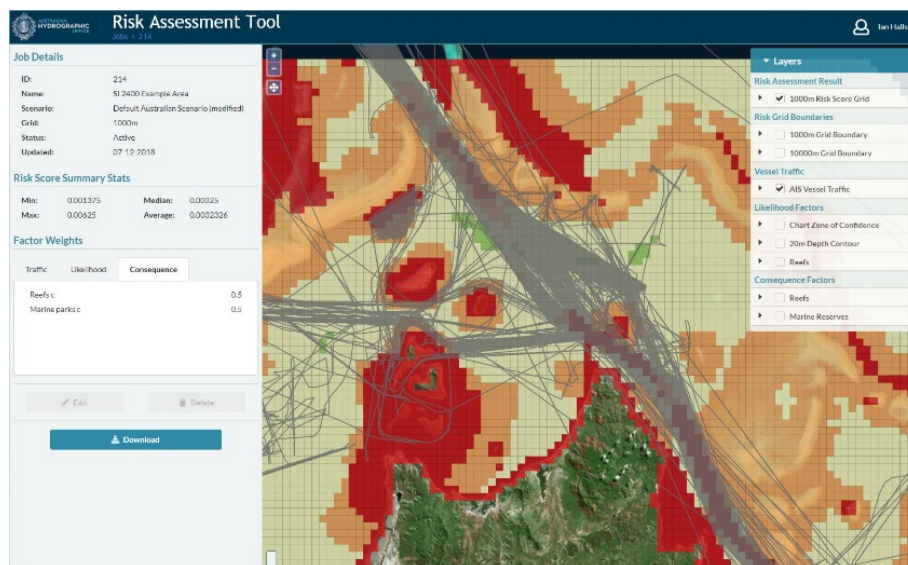 AUSTRALIAN
HYDROGRAPHIC
OFFICE
Risk Assessment Tool
Jobs > 214
Ian Halls
Job Details
ID: 214
Name: SI 2400 Example Area
Scenario: Default Australian Scenario (modified)
Grid: 1000m
Status: Active
Updated: 07-12-2018
Risk Score Summary Stats
Min: 0.001375 Median: 0.00325
Max: 0.00625 Average: 0.0032326
Factor Weights
Traffic Likelihood Consequence
Reefs c 0.5
Marine parks c 0.5
Edit Delete
Download
+
−
Layers
Risk Assessment Result
1000m Risk Score Grid
Risk Grid Boundaries
1000m Grid Boundary
10000m Grid Boundary
Vessel Traffic
AIS Vessel Traffic
Likelihood Factors
Chart Zone of Confidence
20m Depth Contour
Reefs
Consequence Factors
Reefs
Marine Reserves